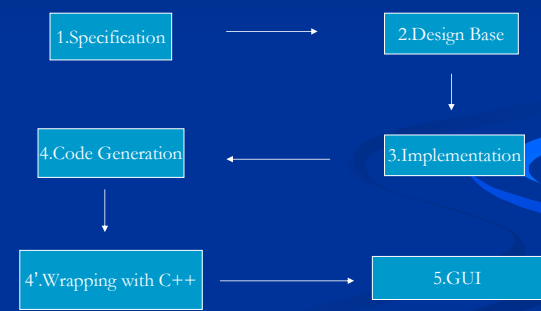 1.Specification
2.Design Base
3.Implementation
4.Code Generation
4’.Wrapping with C++
5.GUI